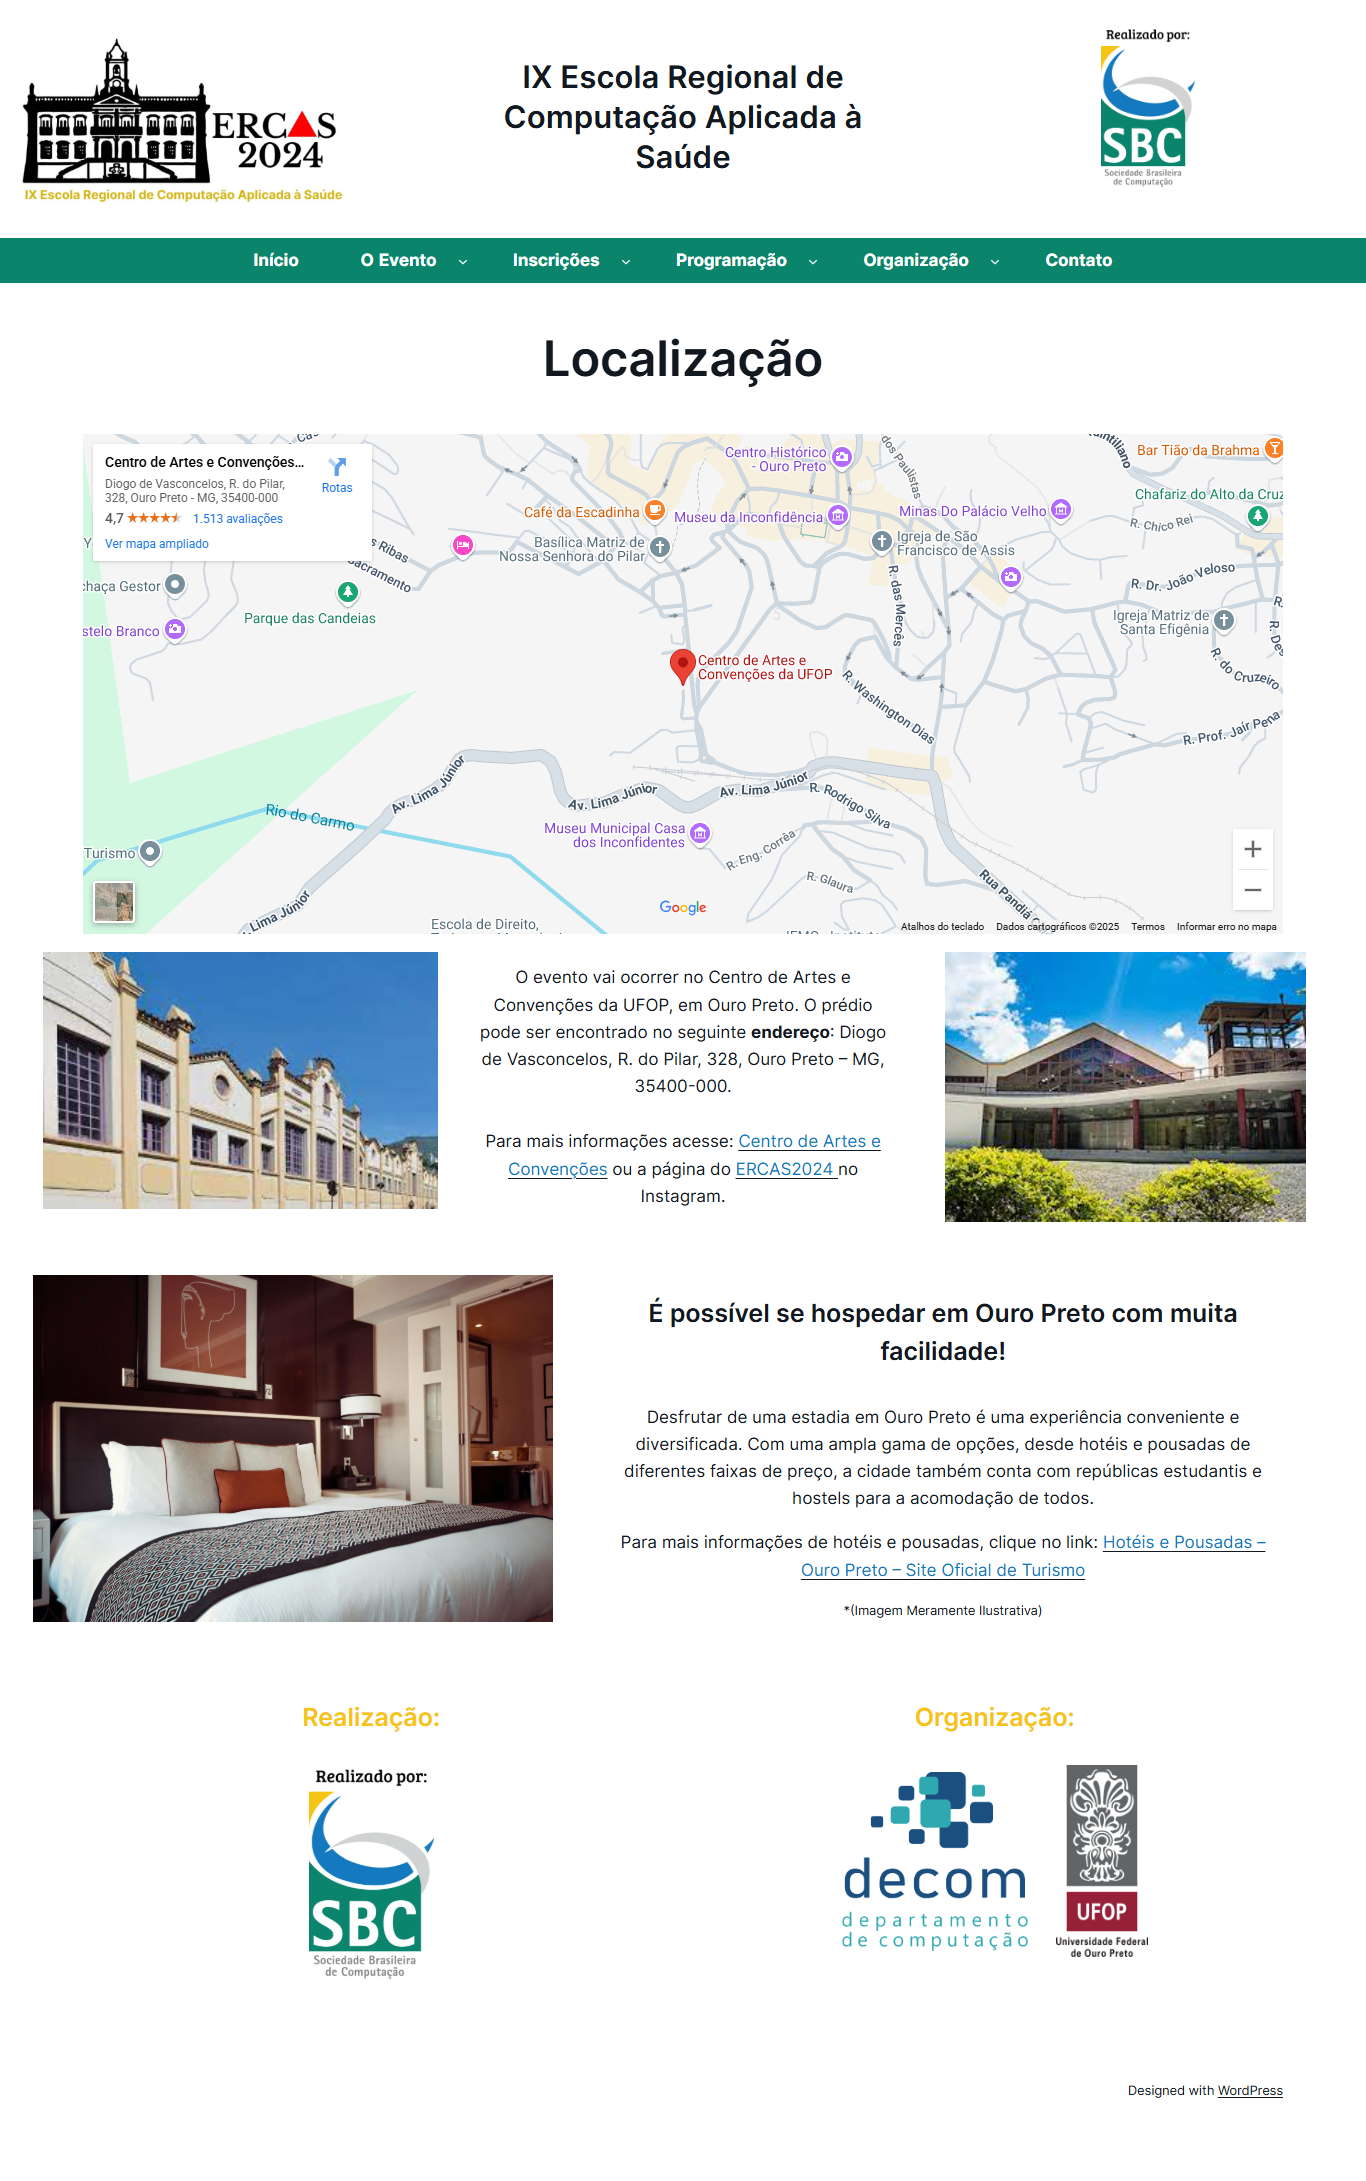 ERCAS
2024
IX Escola Regional de Computação Aplicada à Saúde
IX Escola Regional de
Computação Aplicada à
Saúde
Realizado por:
SBC
Sociedade Brasileira
de Computação
Início
O Evento
Inscrições
Programação
Organização
Contato
Localização
Centro de Artes e Convenções...
Diogo de Vasconcelos, R. do Pilar,
328, Ouro Preto - MG, 35400-000
4,7
1.513 avaliações
Ver mapa ampliado
Rotas
Centro Histórico
- Ouro Preto
dos Paulistas
Bar Tião da Brahma
Chafariz do Alto da Cruz
Café da Escadinha
Museu da Inconfidência
Minas Do Palácio Velho
R. Chico Rei
Basílica Matriz de
Nossa Senhora do Pilar
Igreja de São
Francisco de Assis
R. das Mercês
R. Dr. João Veloso
Ribas
Sacramento
chaça Gestor
Parque das Candeias
stelo Branco
Igreja Matriz de
Santa Efigênia
R. do Cruzeiro
R. Des
Centro de Artes e
Convenções da UFOP
R. Washington Dias
R. Prof. Jair Pena
Av. Lima Júnior
Av. Lima Júnior
Av. Lima Júnior
R. Rodrigo Silva
Rio do Carmo
Museu Municipal Casa
dos Inconfidentes
R. Eng. Corrêa
Turismo
R. Glaura
Rua Pandiá
Lima Júnior
Google
Escola de Direito,
Atalhos do teclado
Dados cartográficos ©2025
Termos
Informar erro no mapa
O evento vai ocorrer no Centro de Artes e
Convenções da UFOP, em Ouro Preto. O prédio
pode ser encontrado no seguinte endereço: Diogo
de Vasconcelos, R. do Pilar, 328, Ouro Preto – MG,
35400-000.
Para mais informações acesse: Centro de Artes e
Convenções ou a página do ERCAS2024 no
Instagram.
É possível se hospedar em Ouro Preto com muita
facilidade!
Desfrutar de uma estadia em Ouro Preto é uma experiência conveniente e
diversificada. Com uma ampla gama de opções, desde hotéis e pousadas de
diferentes faixas de preço, a cidade também conta com repúblicas estudantis e
hostels para a acomodação de todos.
Para mais informações de hotéis e pousadas, clique no link: Hotéis e Pousadas –
Ouro Preto – Site Oficial de Turismo
*(Imagem Meramente Ilustrativa)
Realização:
Realizado por:
SBC
Sociedade Brasileira
de Computação
Organização:
decom
departamento
de computação
UFOP
Universidade Federal
de Ouro Preto
Designed with WordPress